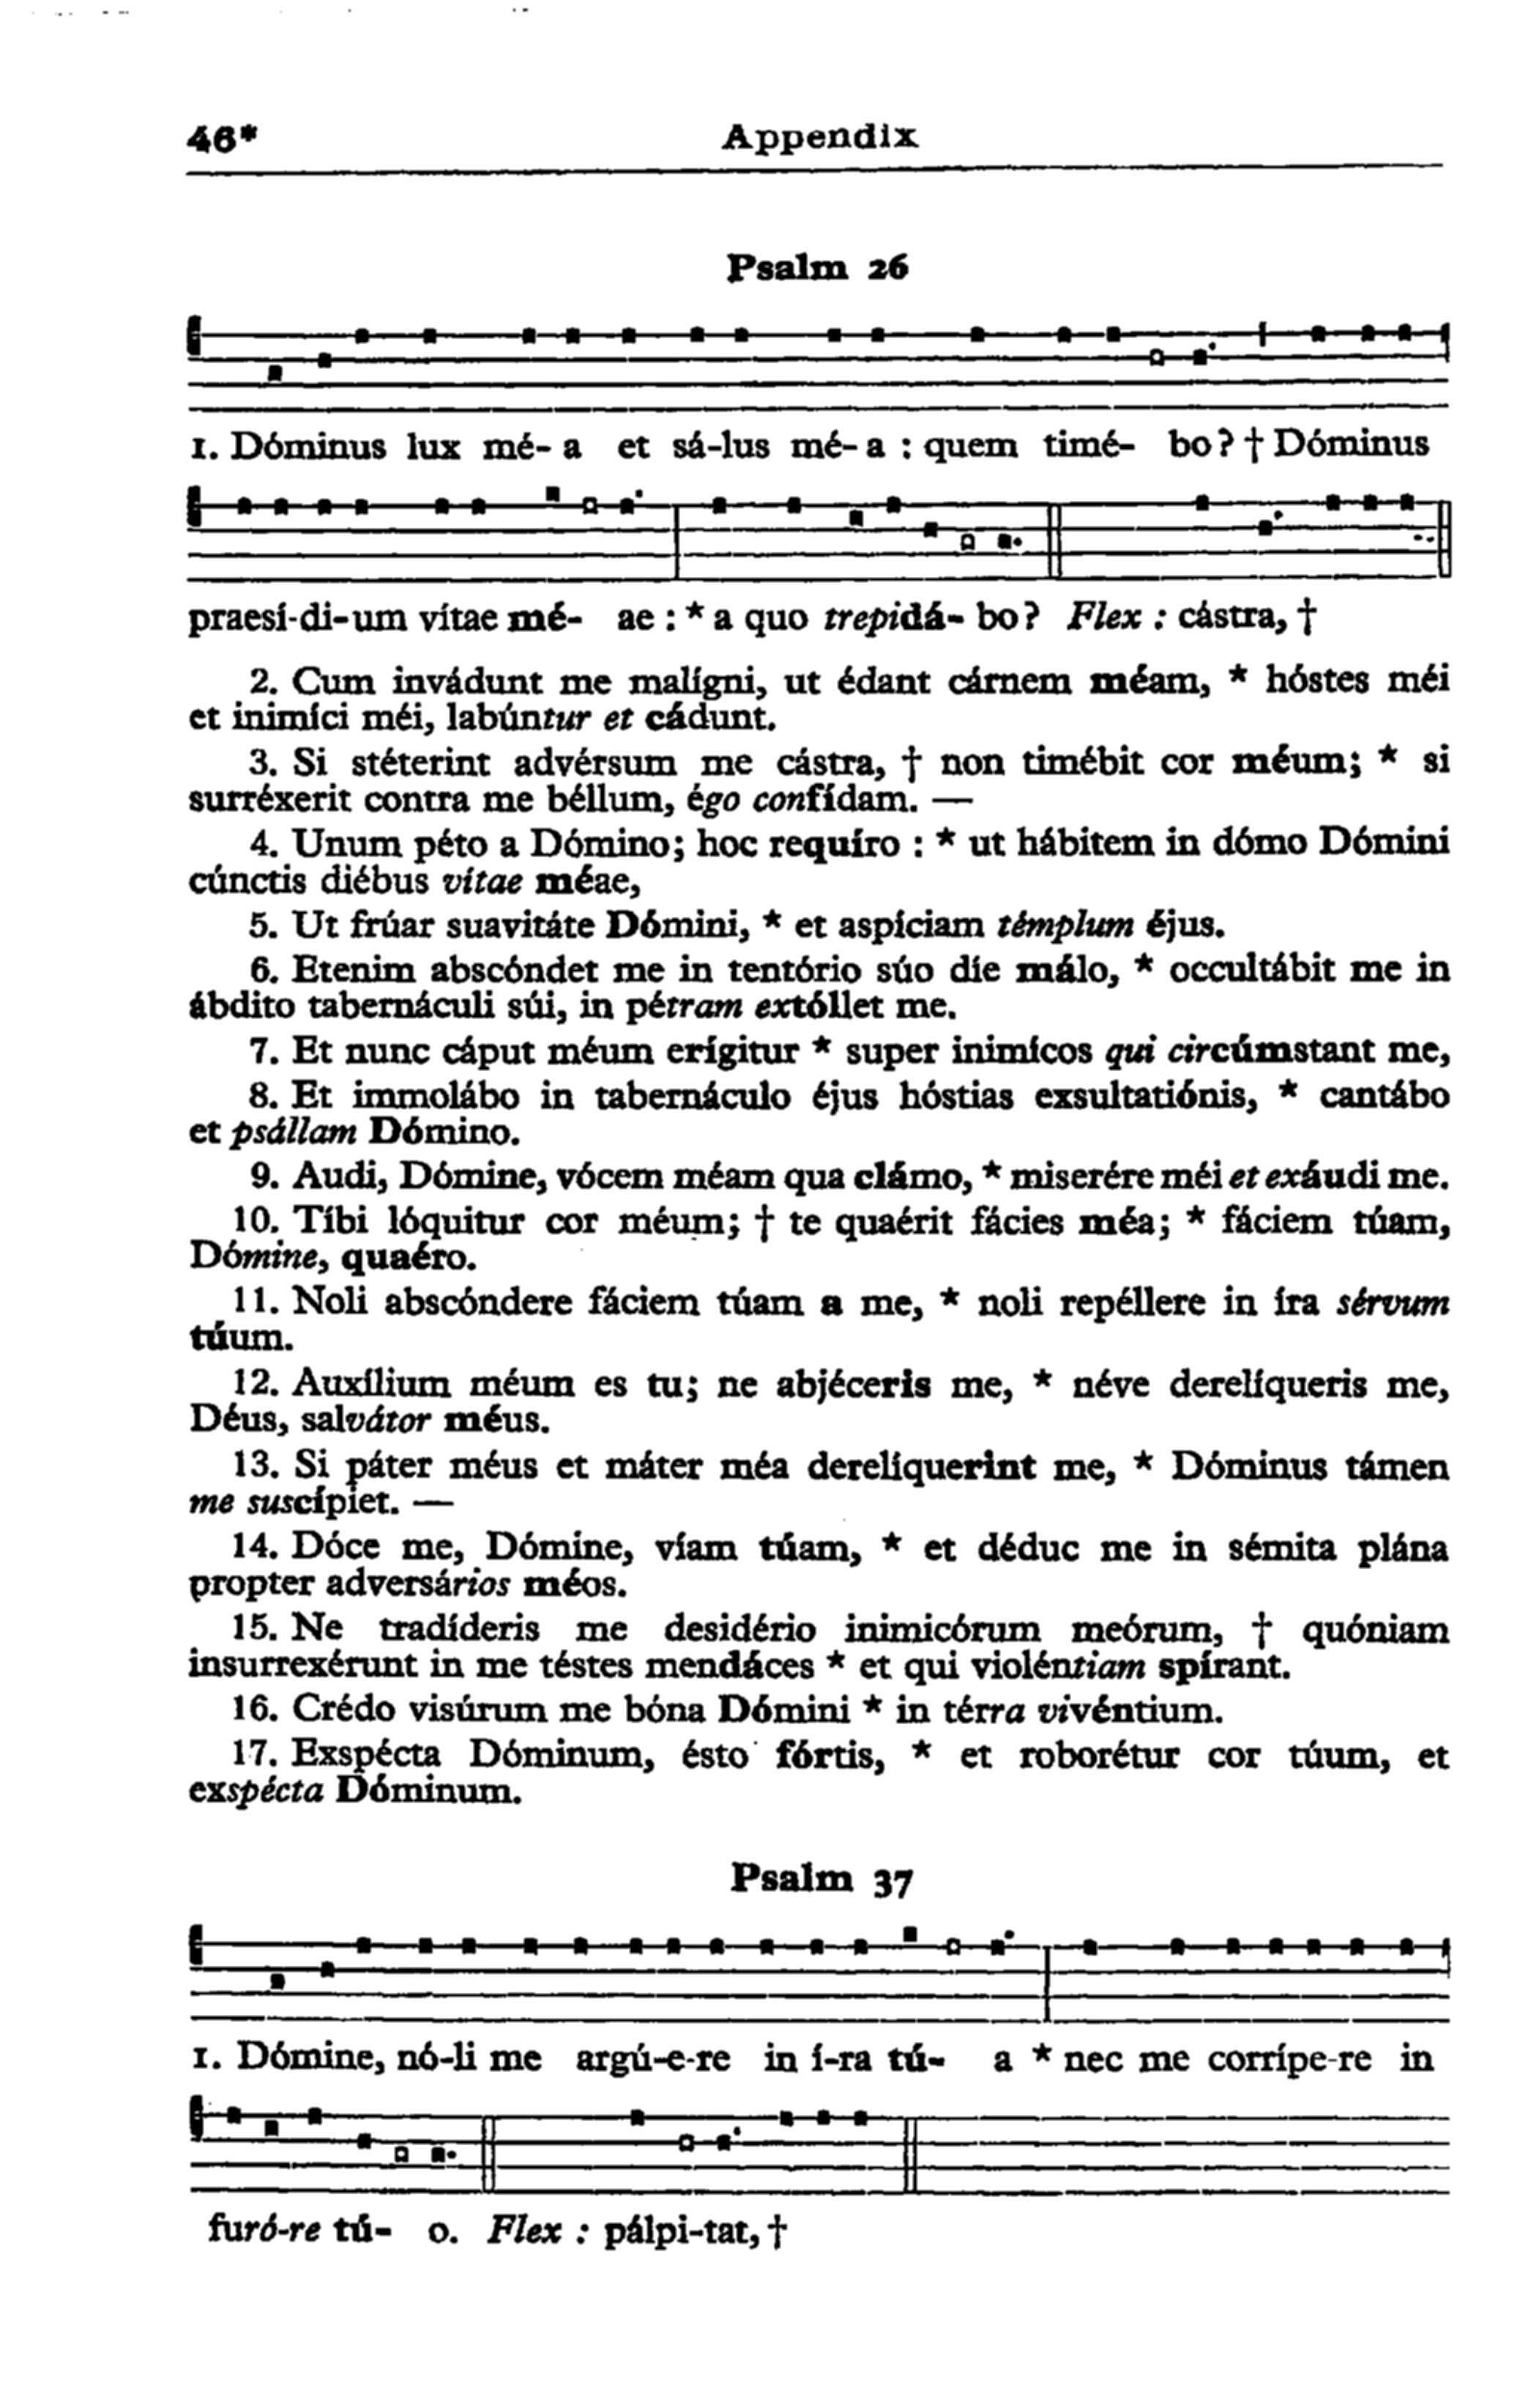 46*
Appendix
Psalm 26
1. Dóminus lux mé- a et sá-lus mé- a : quem timé- bo? † Dóminus
praesí-di-um vítae mé- ae : * a quo trepidá- bo? Flex : cástra, †
2. Cum invádunt me malígni, ut édant cárnem méam, * hóstes méi
et inimíci méi, labúntur et cádunt.
3. Si stéterint advérsum me cástra, † non timébit cor méum; * si
surréxerit contra me béllum, égo confídam. —
4. Unum péto a Dómino; hoc requíro : * ut hábitem in dómo Dómini
cúnctis diébus vítae méae,
5. Ut frúar suavitáte Dómini, * et aspíciam témplum éjus.
6. Etenim abscóndet me in tentório súo díe málo, * occultábit me in
ábdito tabernáculi súi, in pétram extóllet me.
7. Et nunc cáput méum erígitur * super inimícos qui circúmstant me,
8. Et immolábo in tabernáculo éjus hóstias exsultatiónis, * cantábo
et psállam Dómino.
9. Audi, Dómine, vócem méam qua clámo, * miserére méi et exáudi me.
10. Tíbi lóquitur cor méum; † te quaérit fácies méa; * fáciem túam,
Dómine, quaéro.
11. Noli abscóndere fáciem túam a me, * noli repéllere in íra sérvum
túum.
12. Auxílium méum es tu; ne abjéceris me, * néve derelíqueris me,
Déus, salvátor méus.
13. Si páter méus et máter méa derelíquerint me, * Dóminus támen
me suscípiet. —
14. Dóce me, Dómine, víam túam, * et déduc me in sémita plána
propter adversários méos.
15. Ne tradíderis me desidério inimicórum meórum, † quóniam
insurrexérunt in me téstes mendáces * et qui violéntiam spírant.
16. Crédo visúrum me bóna Dómini * in térra vivéntium.
17. Exspécta Dóminum, ésto fórtis, * et roborétur cor túum, et
exspécta Dóminum.
Psalm 37
1. Dómine, nó-li me argú-e-re in í-ra tú- a * nec me corrípe-re in
furó-re tú- o. Flex : pálpi-tat, †